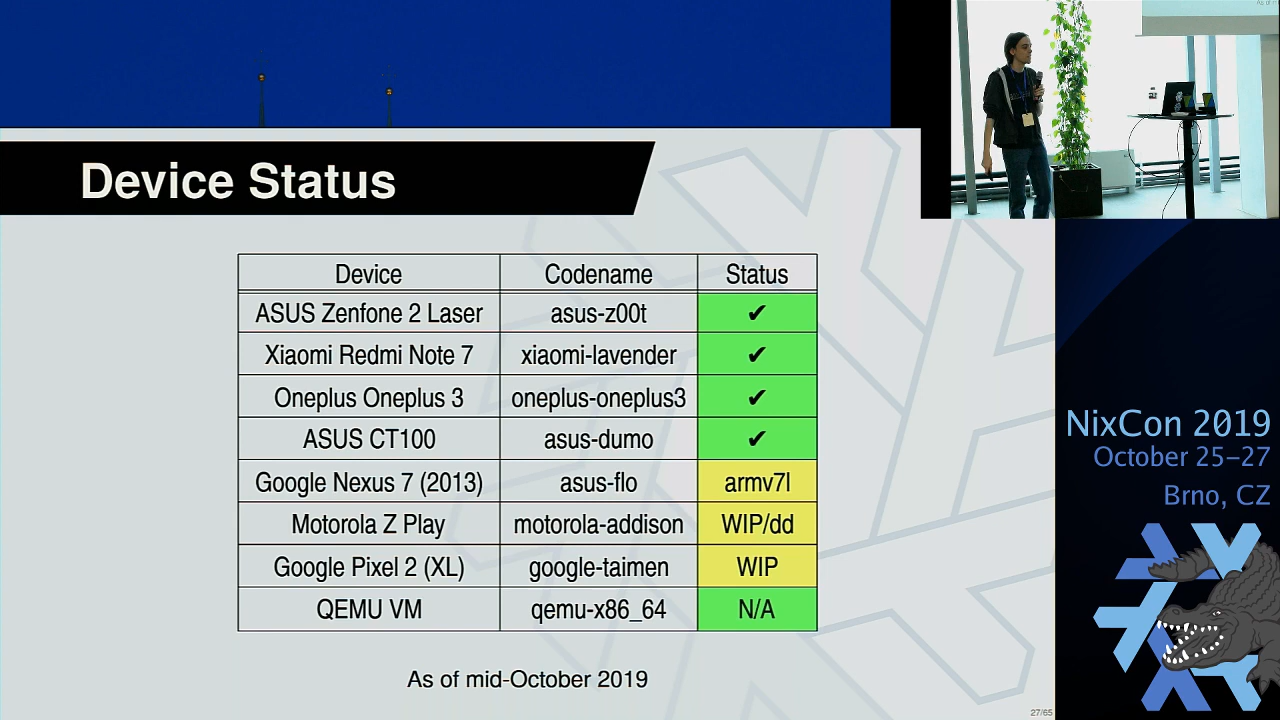 Device Status
Device Codename Status
ASUS Zenfone 2 Laser asus-z00t ✔
Xiaomi Redmi Note 7 xiaomi-lavender ✔
Oneplus Oneplus 3 oneplus-oneplus3 ✔
ASUS CT100 asus-dumo ✔
Google Nexus 7 (2013) asus-flo armv7l
Motorola Z Play motorola-addison WIP/dd
Google Pixel 2 (XL) google-taimen WIP
QEMU VM qemu-x86_64 N/A
As of mid-October 2019
27/65
NixCon 2019
October 25–27
Brno, CZ